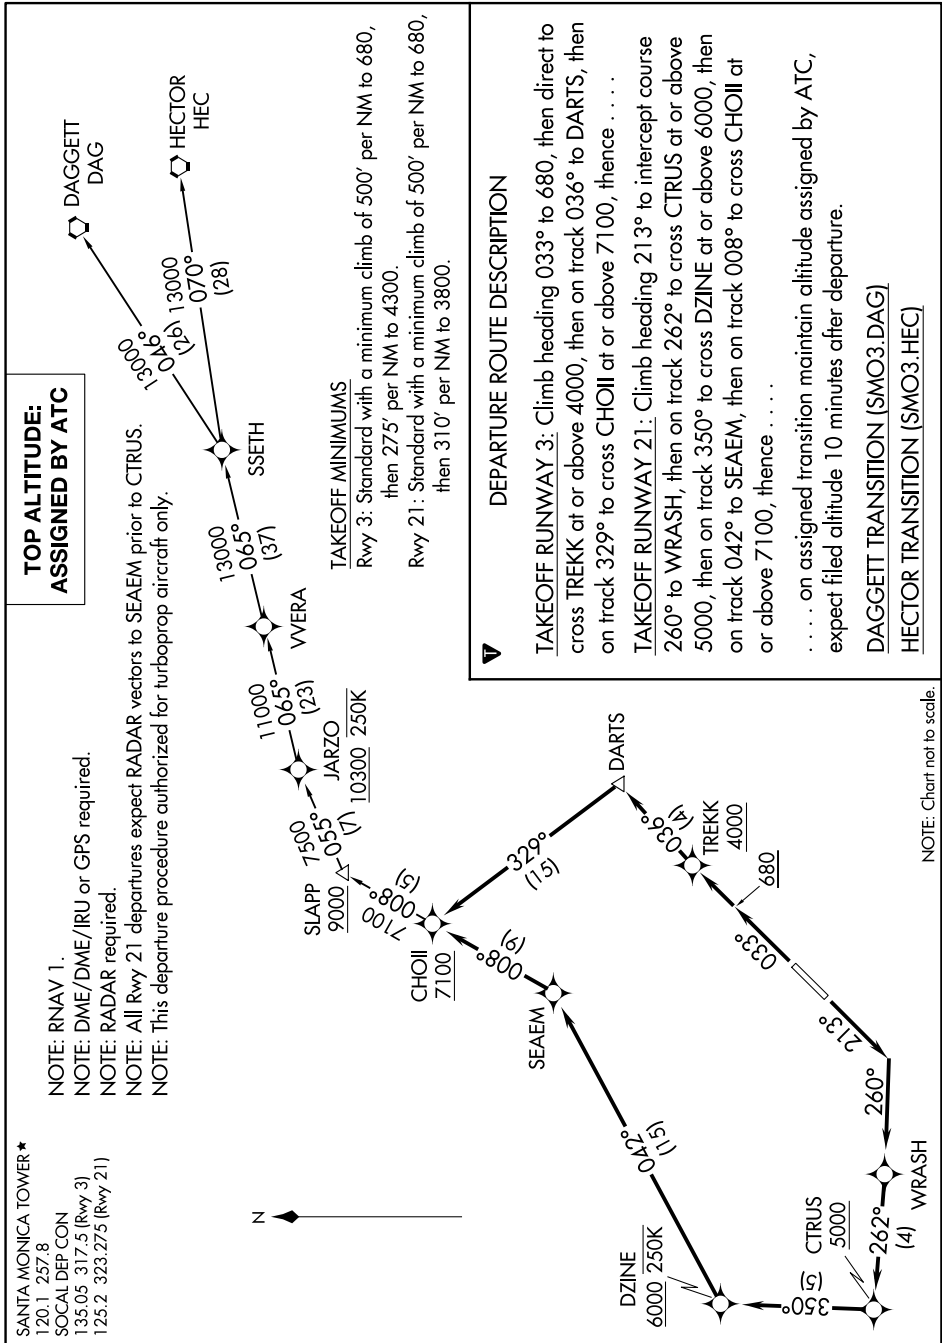 SANTA MONICA TOWER★
120.1 257.8
SOCAL DEP CON
135.05 317.5 (Rwy 3)
125.2 323.275 (Rwy 21)
NOTE: RNAV 1.
NOTE: DME/DME/IRU or GPS required.
NOTE: RADAR required.
NOTE: All Rwy 21 departures expect RADAR vectors to SEAEM prior to CTRUS.
NOTE: This departure procedure authorized for turboprop aircraft only.
TOP ALTITUDE:
ASSIGNED BY ATC
DAGGETT
DAG
HECTOR
HEC
13000
046°
(26)
13000
070°
(28)
SSETH
13000
065°
(37)
VVERA
11000
065°
(23)
JARZO
10300 250K
7500
055°
(7)
SLAPP
9000
7100
008°
(5)
CHOII
7100
008°
(9)
SEAEM
329°
(15)
DARTS
036°
(4)
TREKK
4000
680
033°
213°
260°
WRASH
262°
(4)
CTRUS
5000
350°
(5)
DZINE
6000 250K
042°
(15)
N
TAKEOFF MINIMUMS
Rwy 3: Standard with a minimum climb of 500' per NM to 680,
then 275' per NM to 4300.
Rwy 21: Standard with a minimum climb of 500' per NM to 680,
then 310' per NM to 3800.
T
DEPARTURE ROUTE DESCRIPTION
TAKEOFF RUNWAY 3: Climb heading 033° to 680, then direct to
cross TREKK at or above 4000, then on track 036° to DARTS, then
on track 329° to cross CHOII at or above 7100, thence . . . .
TAKEOFF RUNWAY 21: Climb heading 213° to intercept course
260° to WRASH, then on track 262° to cross CTRUS at or above
5000, then on track 350° to cross DZINE at or above 6000, then
on track 042° to SEAEM, then on track 008° to cross CHOII at
or above 7100, thence . . . .
. . . . on assigned transition maintain altitude assigned by ATC,
expect filed altitude 10 minutes after departure.
DAGGETT TRANSITION (SMO3.DAG)
HECTOR TRANSITION (SMO3.HEC)
NOTE: Chart not to scale.